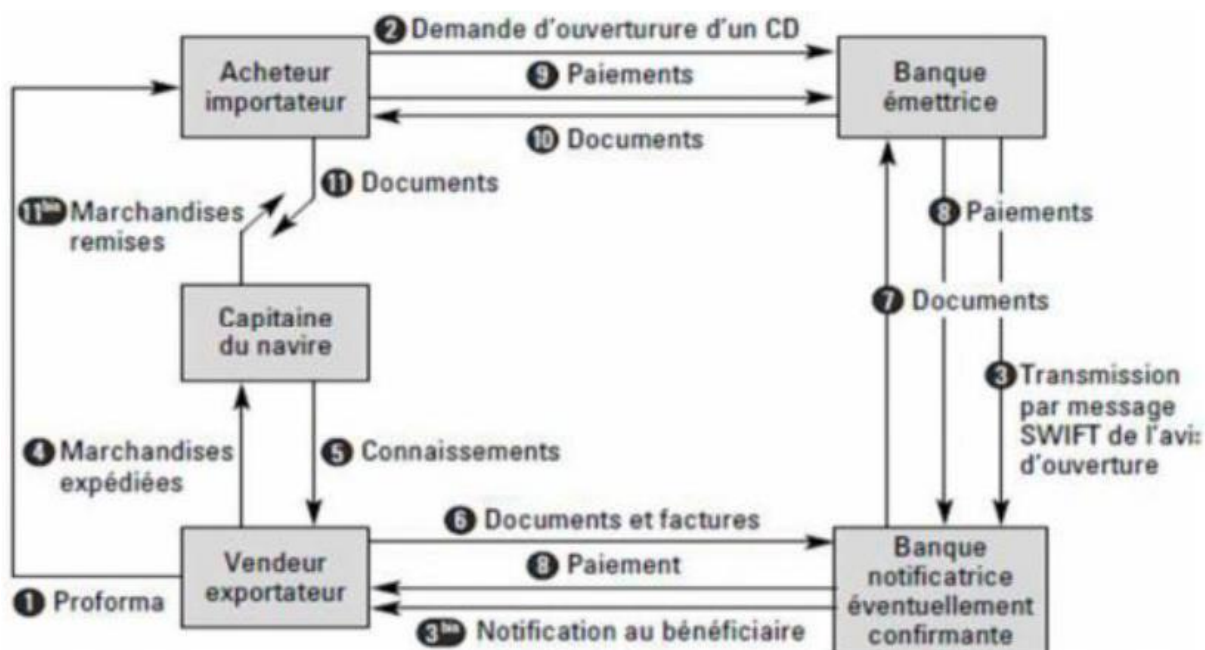 2 Demande d'ouverturure d'un CD
Acheteur
importateur
9 Paiements
Banque
émettrice
10 Documents
11 Documents
11bis Marchandises
remises
8 Paiements
Capitaine
du navire
7 Documents
3 Transmission
par message
SWIFT de l'avi
d'ouverture
4 Marchandises
expédiées
5 Connaissements
6 Documents et factures
Vendeur
exportateur
8 Paiement
Banque
notificatrice
éventuellement
confirmante
1 Proforma
3bis Notification au bénéficiaire